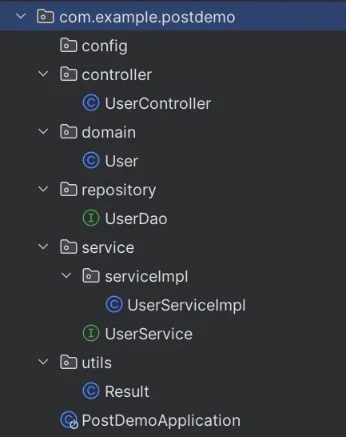 com.example.postdemo
config
controller
UserController
domain
User
repository
UserDao
service
serviceImpl
UserServiceImpl
UserService
utils
Result
PostDemoApplication